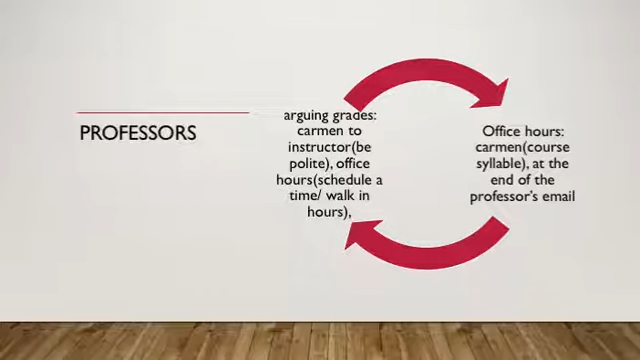 PROFESSORS
arguing grades:
carmen to
instructor(be
polite), office
hours(schedule a
time/ walk in
hours),
Office hours:
carmen(course
syllable), at the
end of the
professor's email